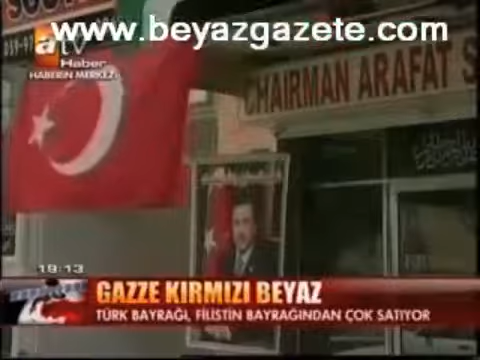 www.beyazgazete.com
atv
Haber
HABERİN MERKEZİ
CHAIRMAN ARAFAT S
19:13
GAZZE KIRMIZI BEYAZ
TÜRK BAYRAĞI, FİLİSTİN BAYRAĞINDAN ÇOK SATIYOR